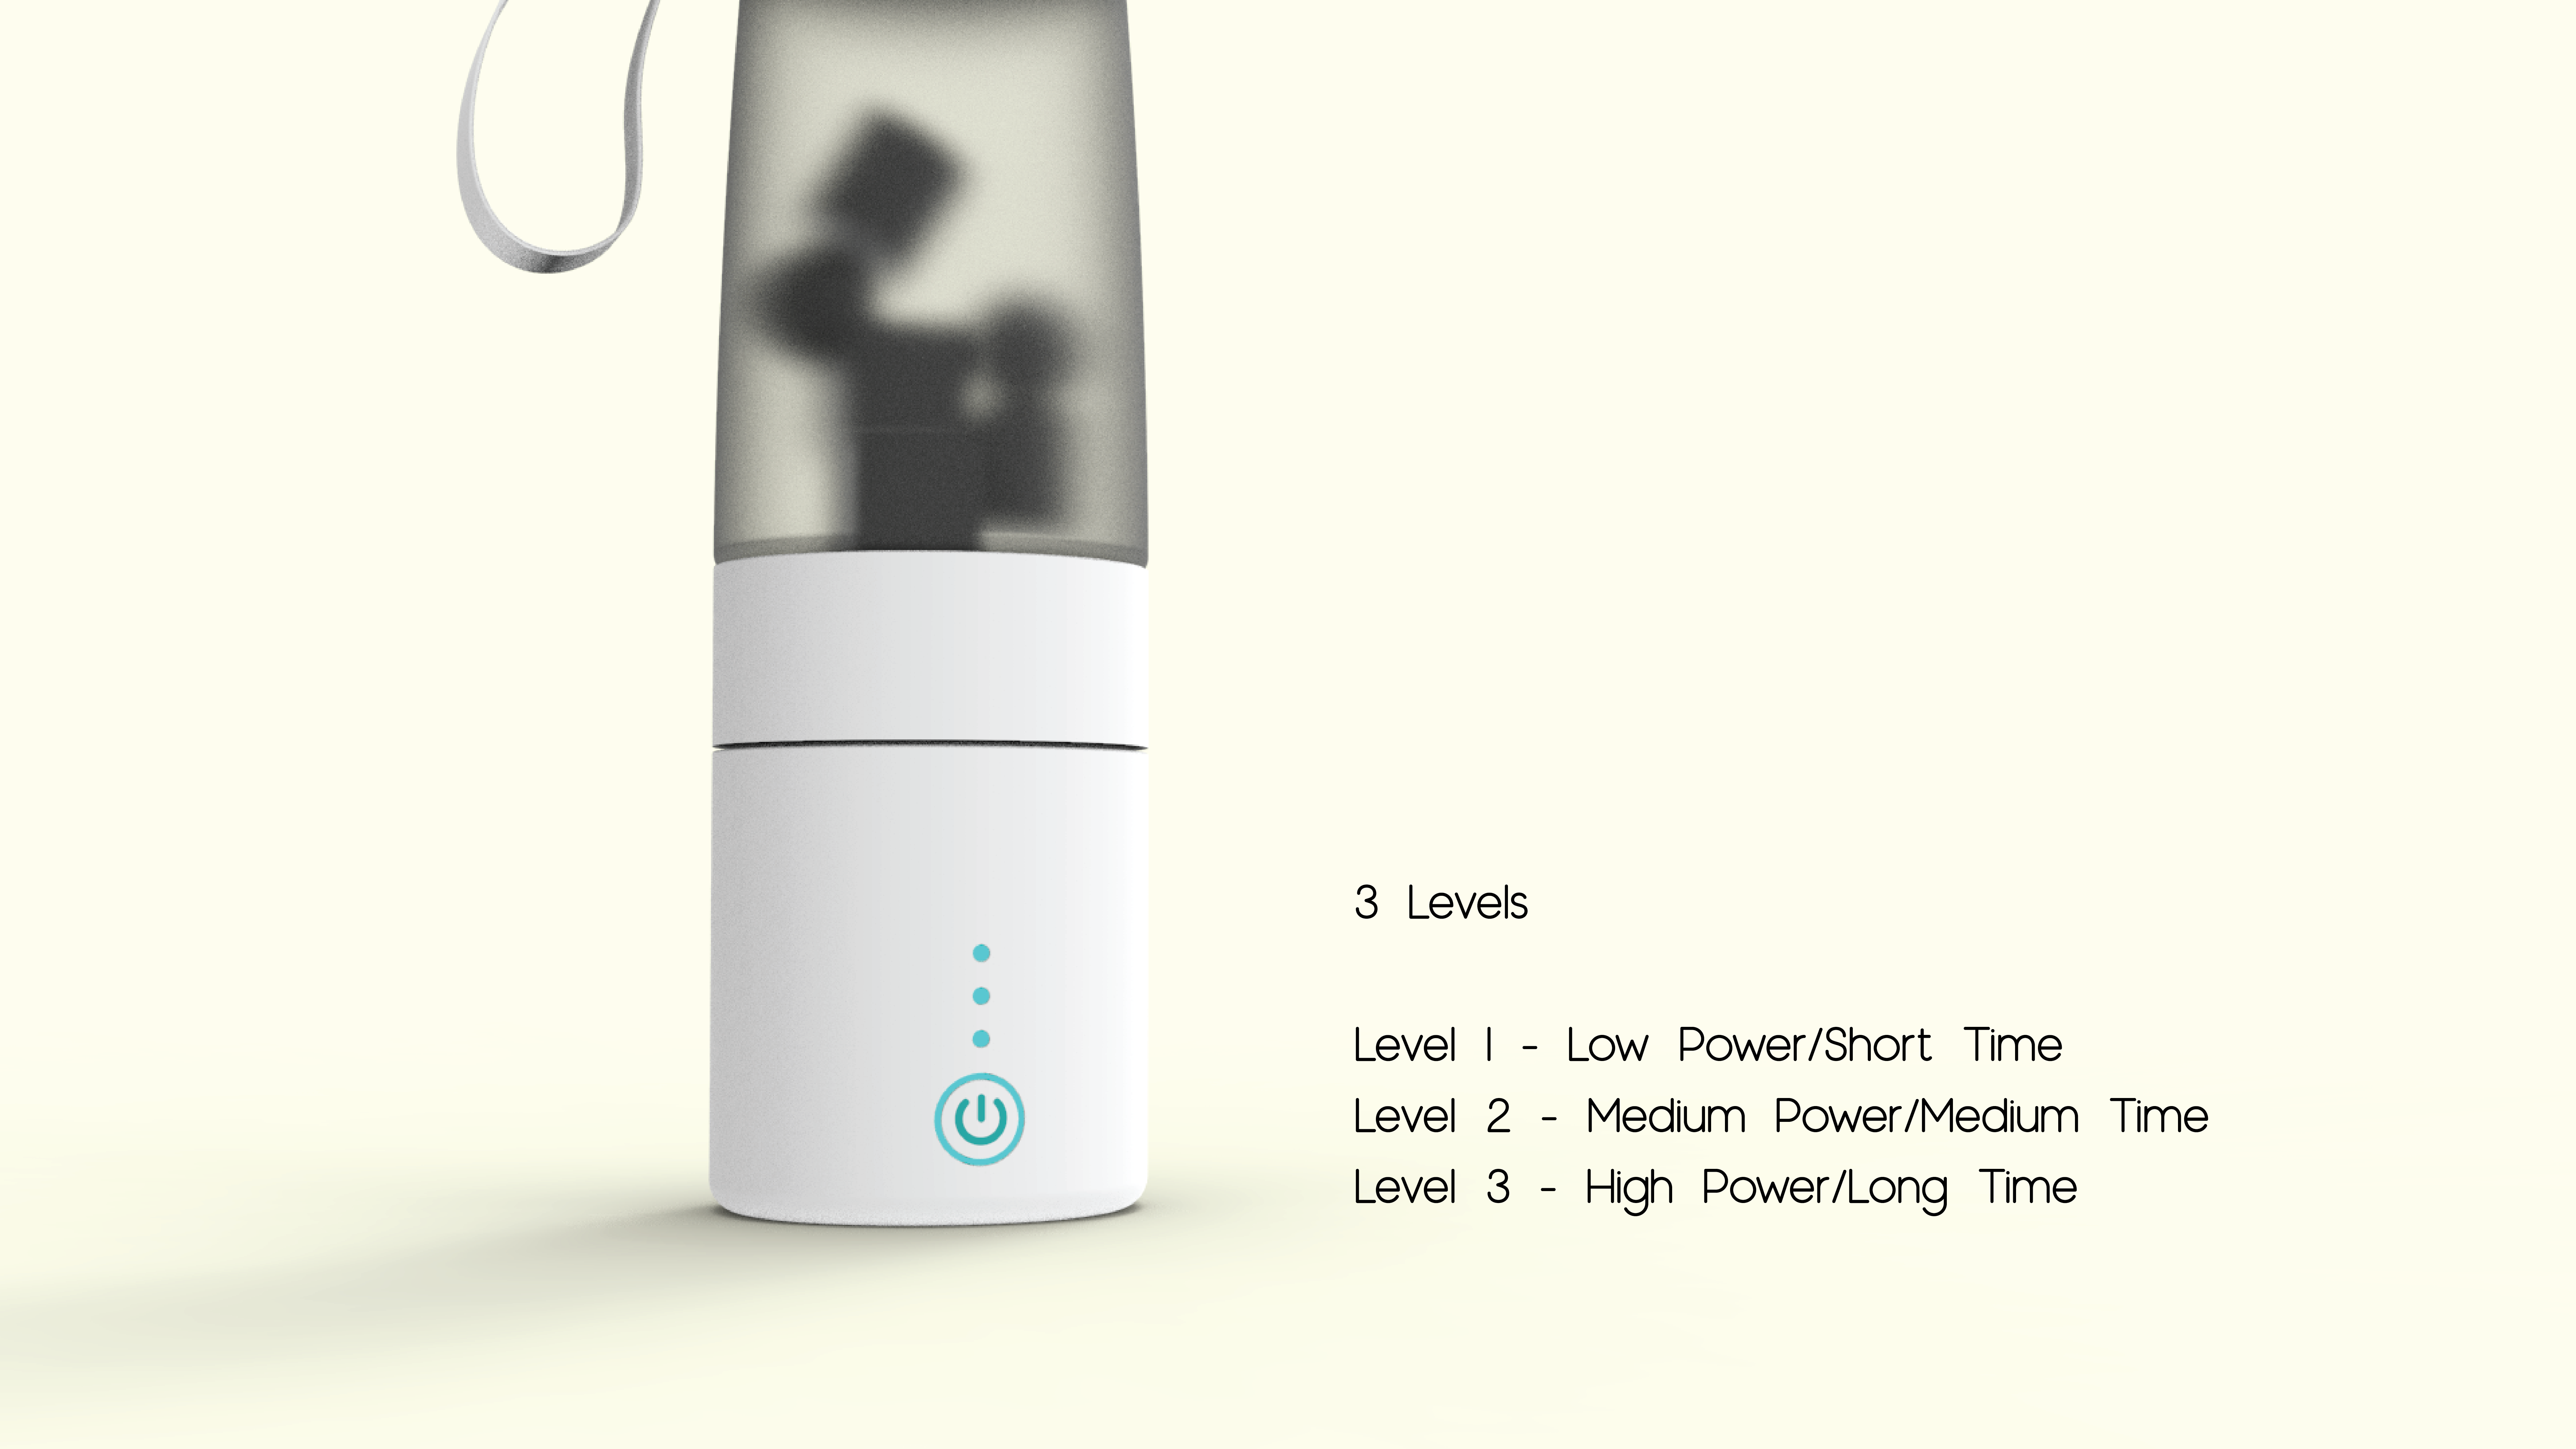 3 Levels
Level 1 - Low Power/Short Time
Level 2 - Medium Power/Medium Time
Level 3 - High Power/Long Time